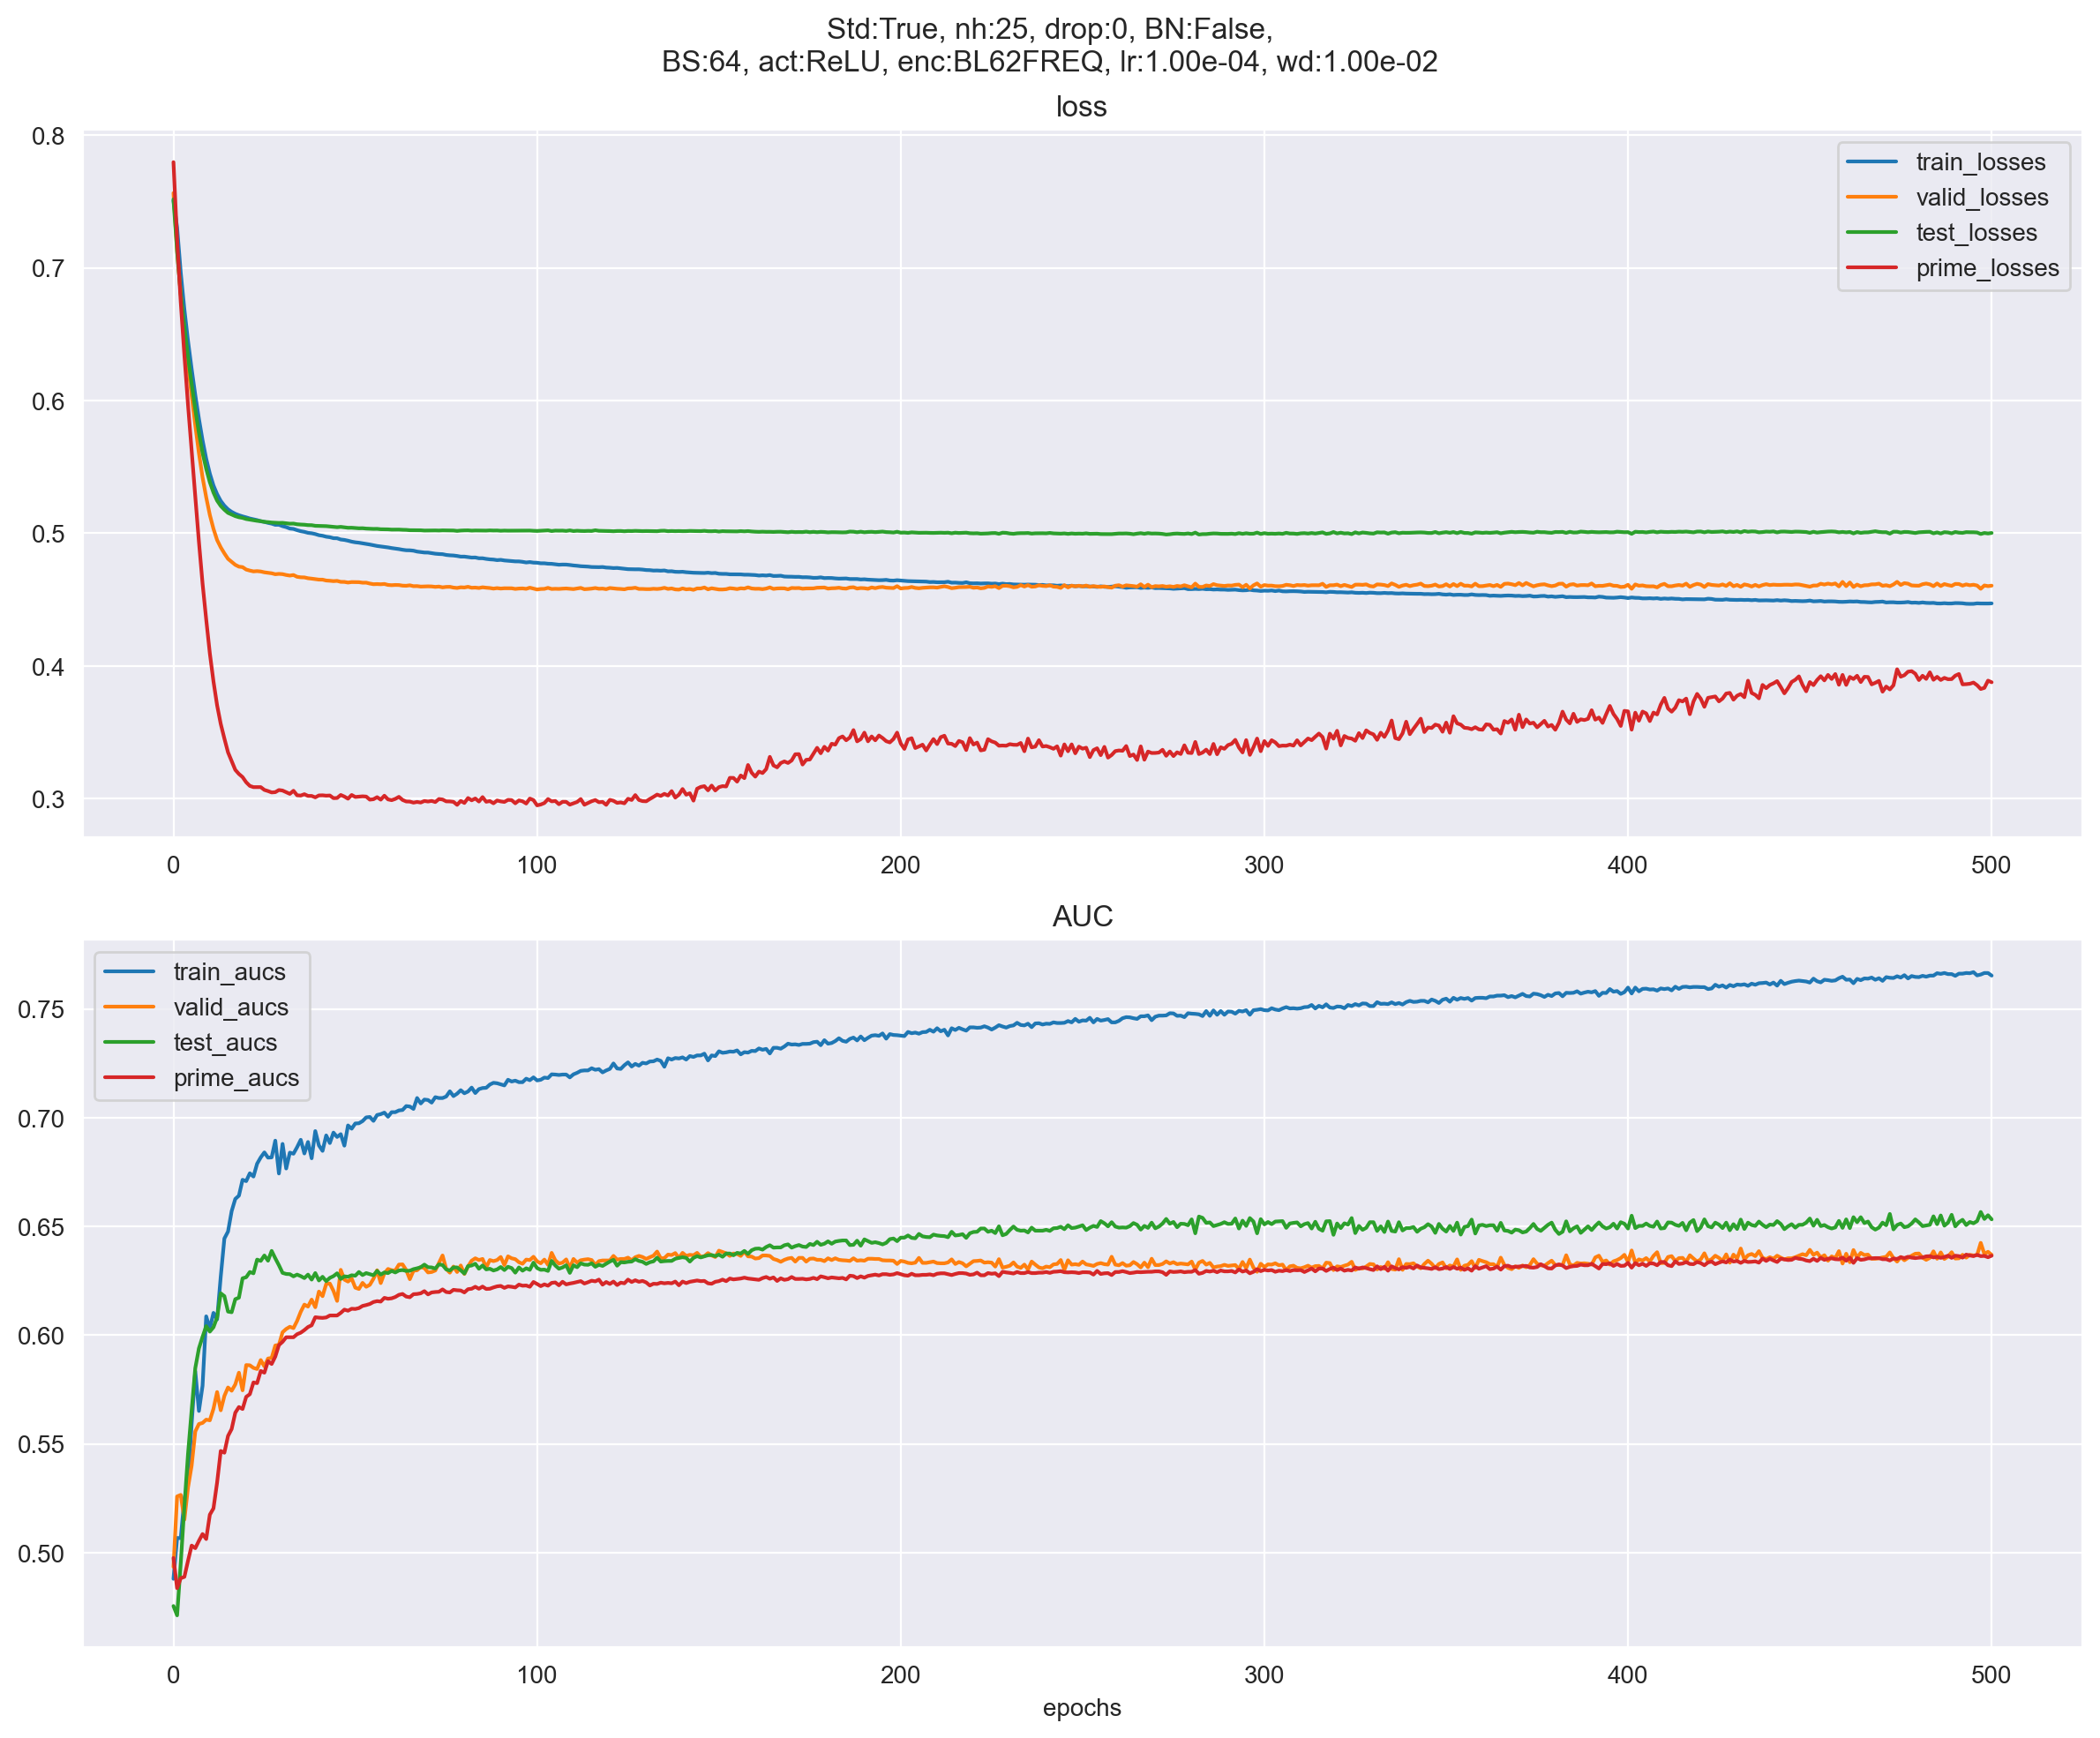 Std:True, nh:25, drop:0, BN:False,
BS:64, act:ReLU, enc:BL62FREQ, lr:1.00e-04, wd:1.00e-02
loss
0.8
0.7
0.6
0.5
0.4
0.3
train_losses
valid_losses
test_losses
prime_losses
0 100 200 300 400 500
AUC
train_aucs
valid_aucs
test_aucs
prime_aucs
0.75
0.70
0.65
0.60
0.55
0.50
0 100 200 300 400 500
epochs